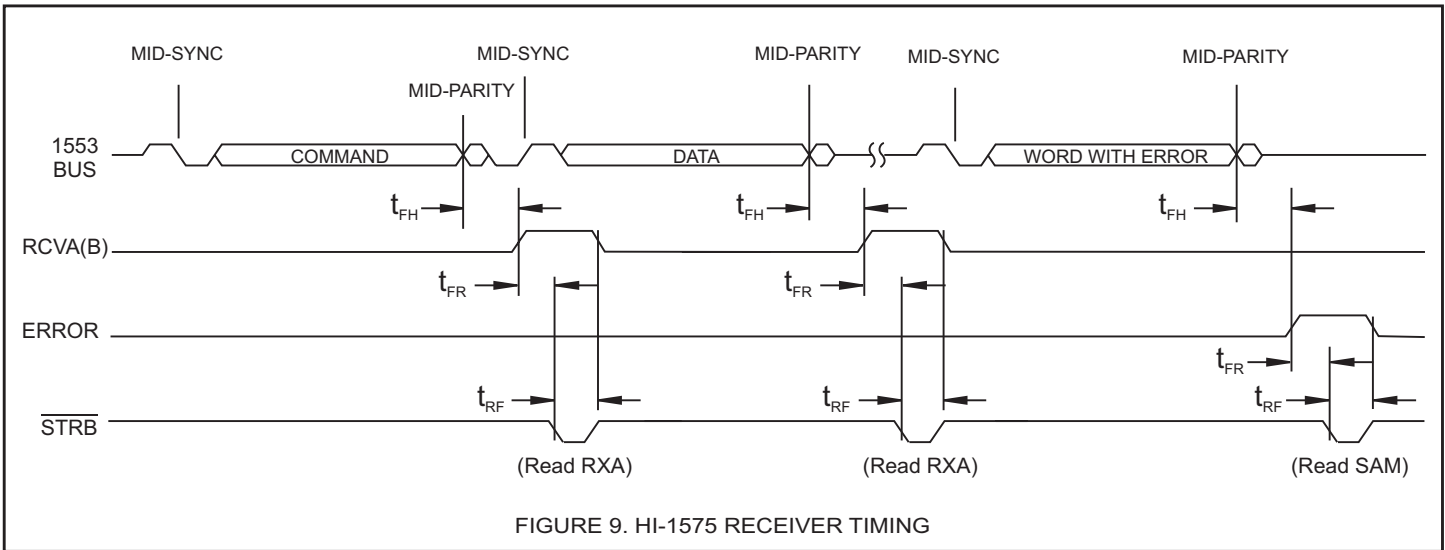 MID-SYNC MID-SYNC MID-PARITY MID-SYNC MID-PARITY
MID-PARITY
1553
BUS
COMMAND DATA WORD WITH ERROR
tFH tFH tFH
RCVA(B)
tFR tFR
ERROR
tFR
tRF tRF tRF
STRB
(Read RXA) (Read RXA) (Read SAM)
FIGURE 9. HI-1575 RECEIVER TIMING